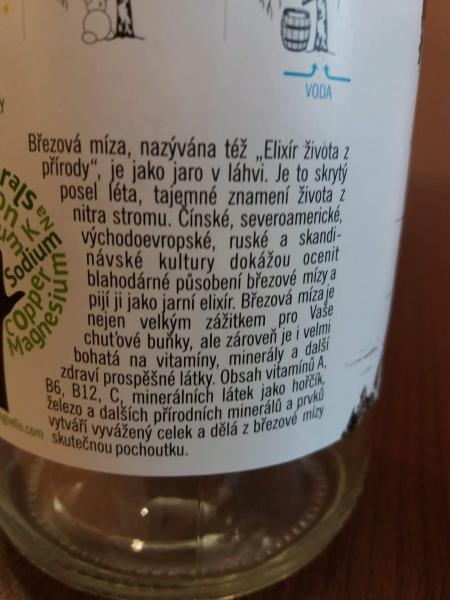 VODA
Březová míza, nazývána též „Elixír života z
přírody“, je jako jaro v láhvi. Je to skrytý
posel léta, tajemné znamení života z
nitra stromu. Čínské, severoamerické,
východoevropské, ruské a skandi-
návské kultury dokážou ocenit
blahodárné působení březové mízy a
pijí ji jako jarní elixír. Březová míza je
nejen velkým zážitkem pro Vaše
chuťové buňky, ale zároveň je i velmi
bohatá na vitamíny, minerály a další
zdraví prospěšné látky. Obsah vitamínů A,
B6, B12, C, minerálních látek jako hořčík,
železo a dalších přírodních minerálů a prvků
vytváří vyvážený celek a dělá z březové mízy
skutečnou pochoutku.
Na
K
Sodium
Copper
Magnesium